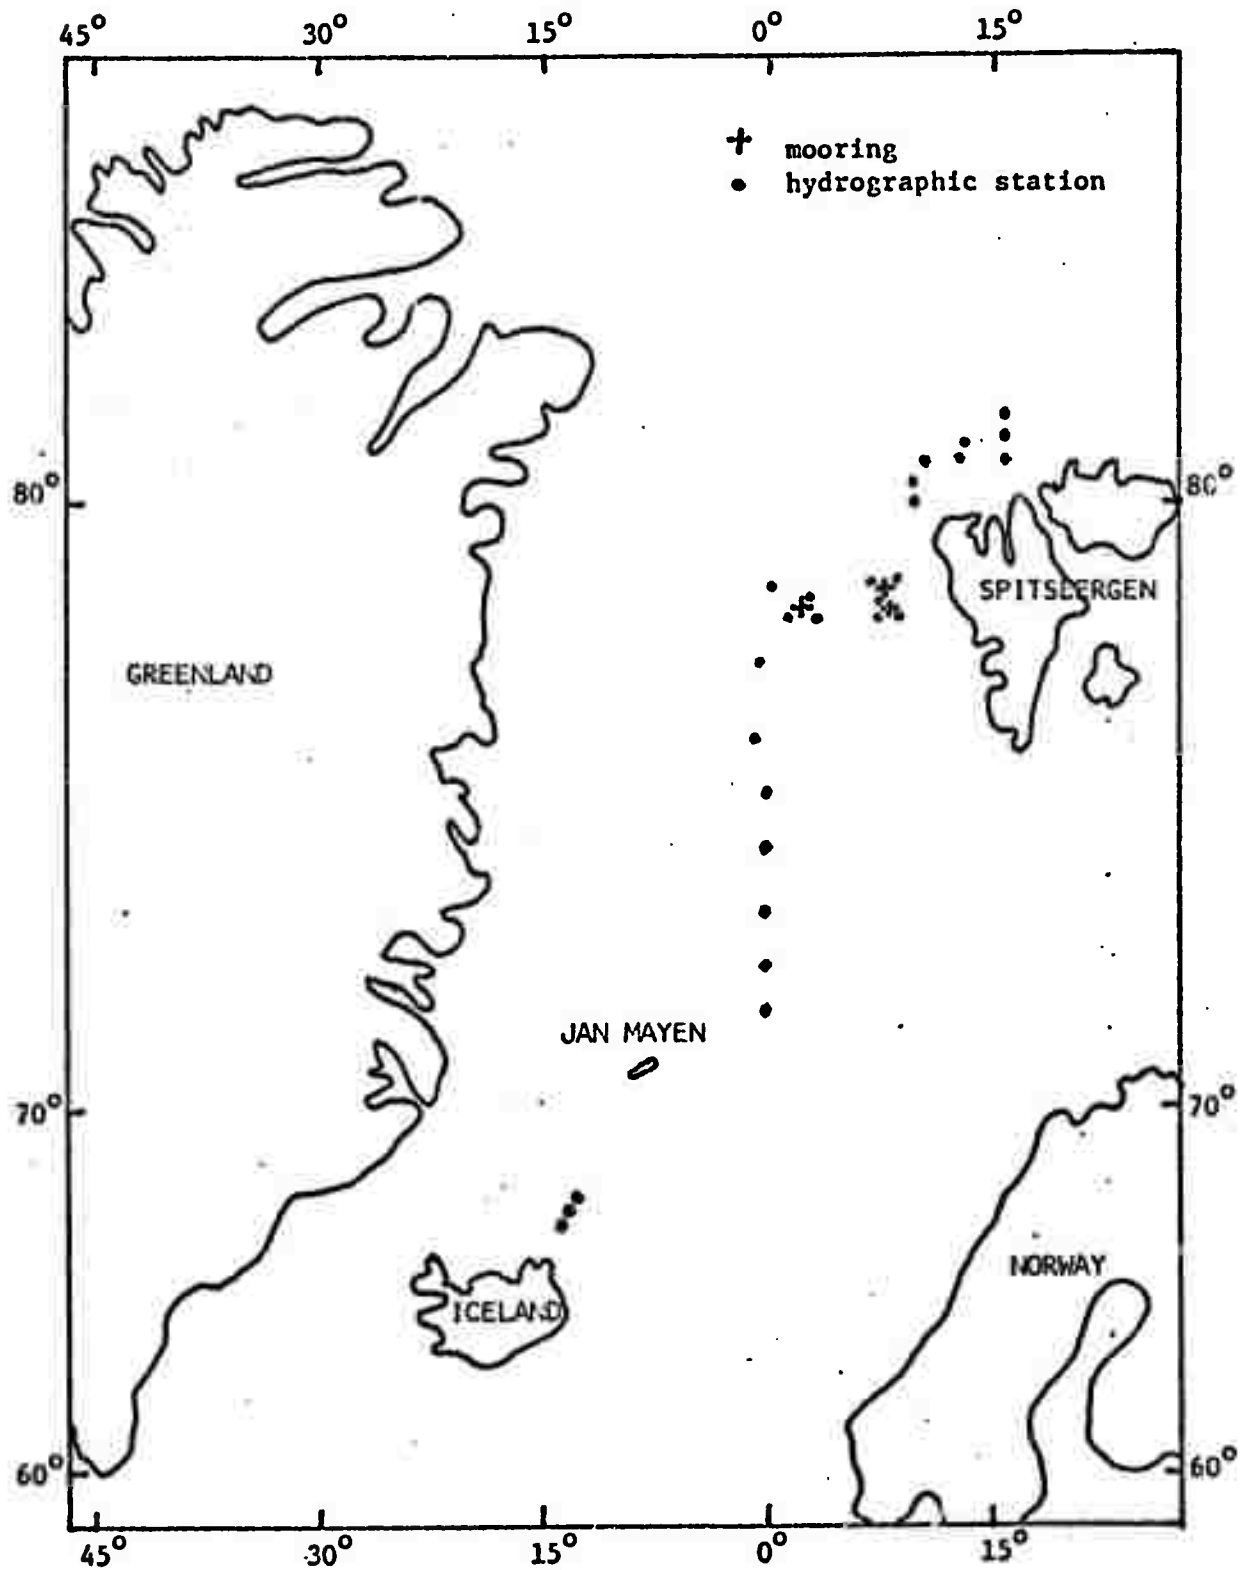 45° 30° 15° 0° 15°
mooring
hydrographic station
80° 80°
SPITSBERGEN
GREENLAND
JAN MAYEN
70° 70°
NORWAY
ICELAND
60° 60°
45° 30° 15° 0° 15°